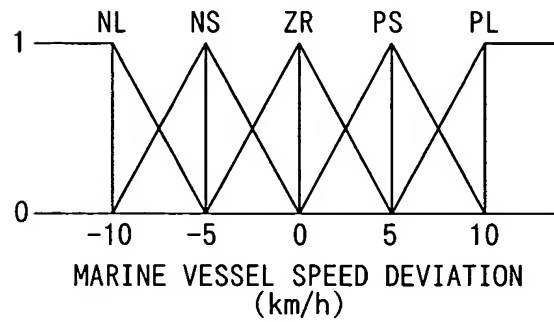 NL NS ZR PS PL
1
0
-10 -5 0 5 10
MARINE VESSEL SPEED DEVIATION
(km/h)